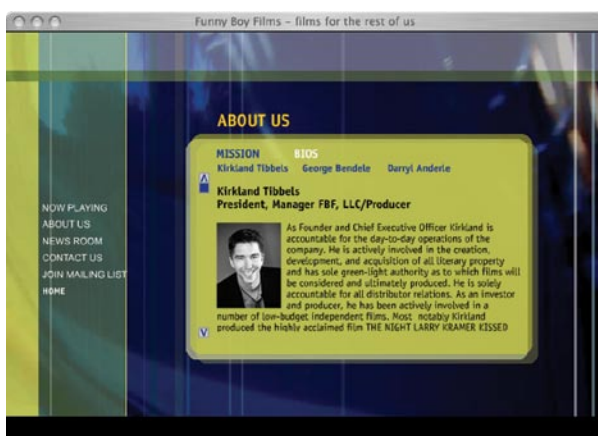 Funny Boy Films – films for the rest of us
ABOUT US
MISSION BIOS
Kirkland Tibbels George Bendele Darryl Anderle
Kirkland Tibbels
President, Manager FBF, LLC/Producer
As Founder and Chief Executive Officer Kirkland is
accountable for the day-to-day operations of the
company. He is actively involved in the creation,
development, and acquisition of all literary property
and has sole green-light authority as to which films will
be considered and ultimately produced. He is solely
accountable for all distributor relations. As an investor
and producer, he has been actively involved in a
number of low-budget independent films. Most notably Kirkland
produced the highly acclaimed film THE NIGHT LARRY KRAMER KISSED
NOW PLAYING
ABOUT US
NEWS ROOM
CONTACT US
JOIN MAILING LIST
HOME